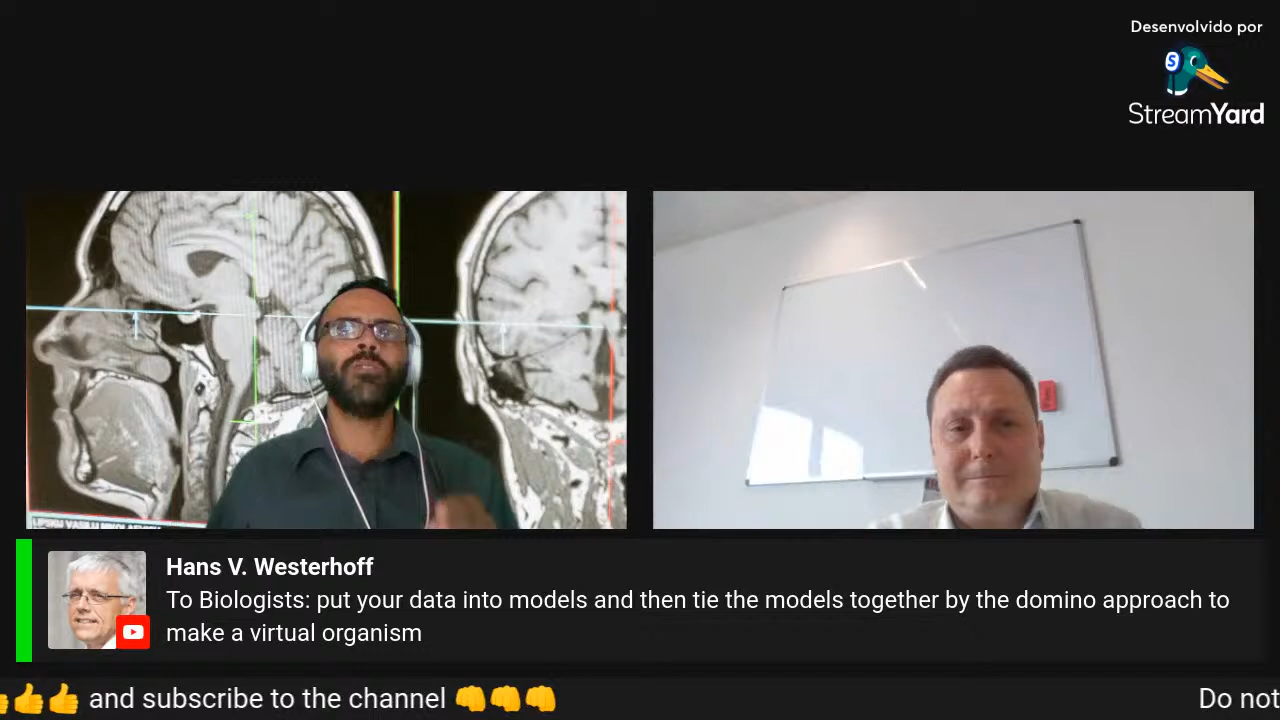 Desenvolvido por
StreamYard
Hans V. Westerhoff
To Biologists: put your data into models and then tie the models together by the domino approach to
make a virtual organism
👍👍 and subscribe to the channel 👊👊👊
Do not